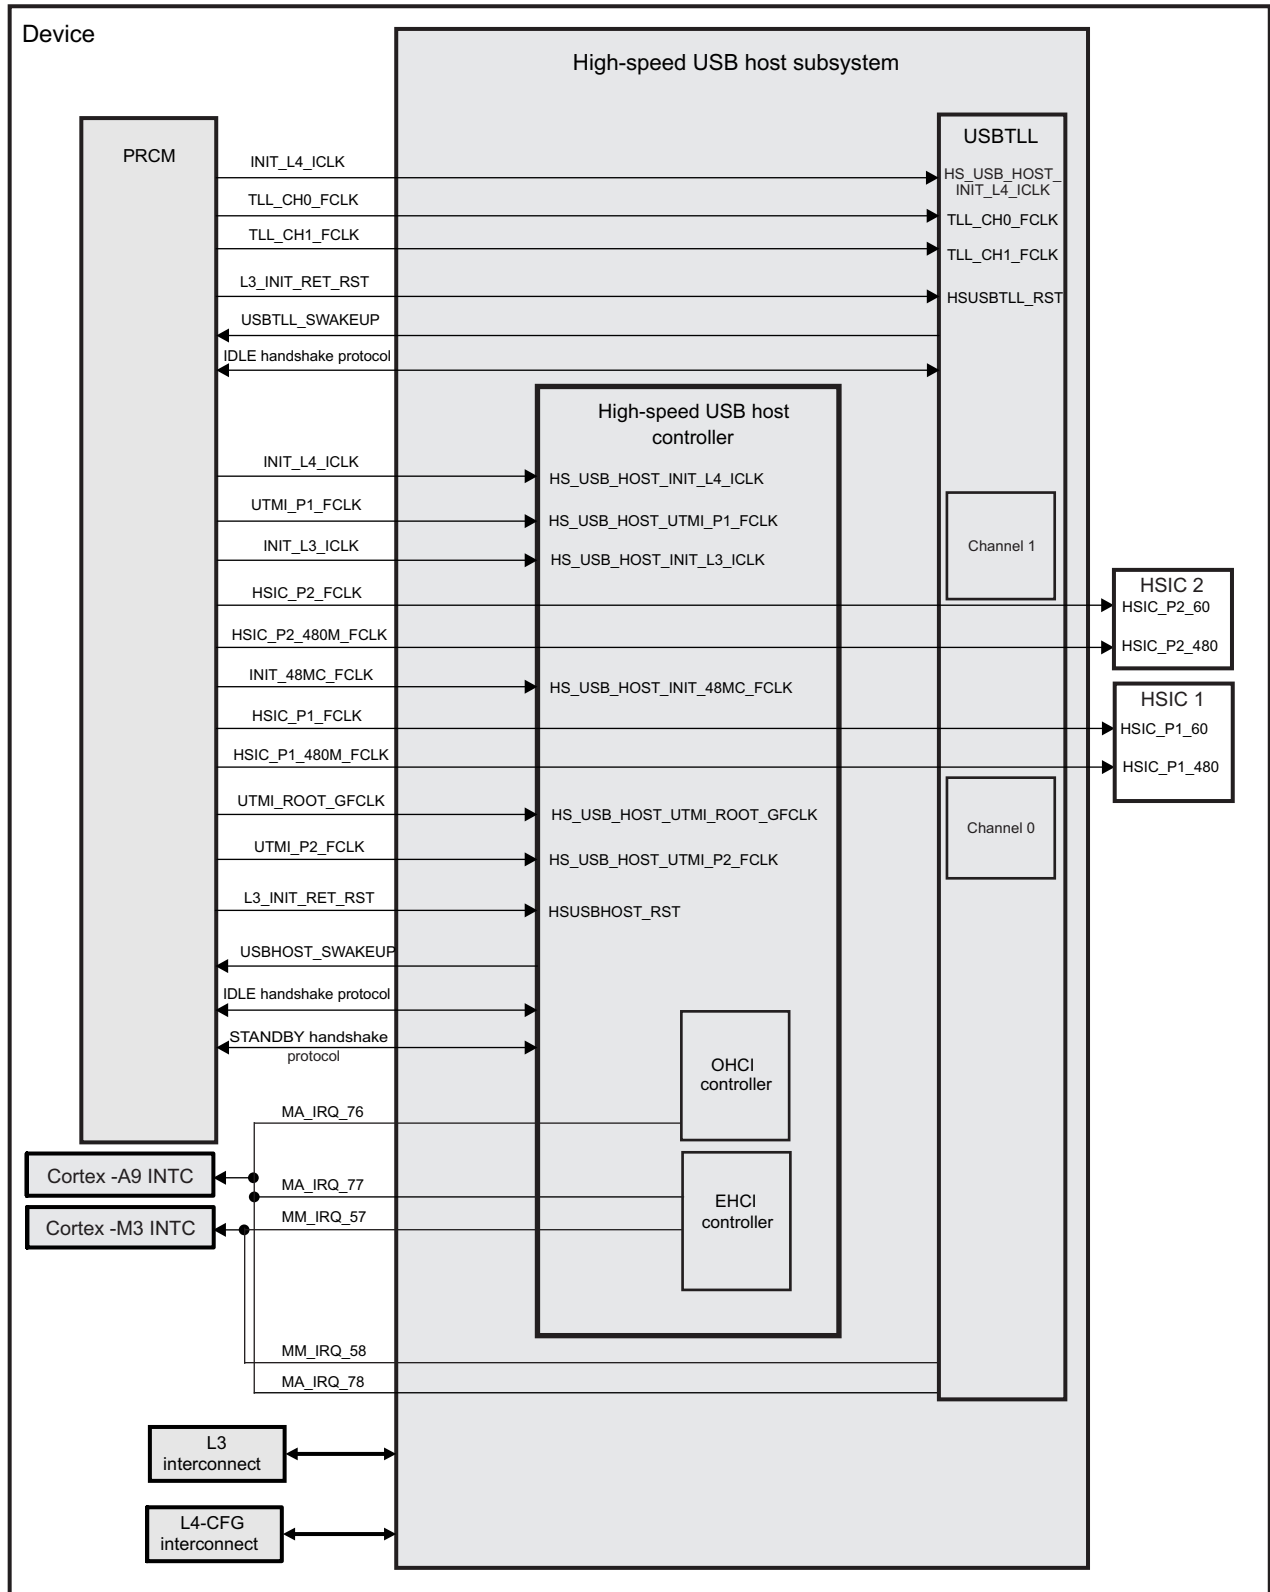 Device
High-speed USB host subsystem
PRCM
USBTLL
INIT_L4_ICLK
HS_USB_HOST_
INIT_L4_ICLK
TLL_CH0_FCLK
TLL_CH0_FCLK
TLL_CH1_FCLK
TLL_CH1_FCLK
L3_INIT_RET_RST
HSUSBTLL_RST
USBTLL_SWAKEUP
IDLE handshake protocol
High-speed USB host
controller
INIT_L4_ICLK
HS_USB_HOST_INIT_L4_ICLK
UTMI_P1_FCLK
HS_USB_HOST_UTMI_P1_FCLK
INIT_L3_ICLK
HS_USB_HOST_INIT_L3_ICLK
Channel 1
HSIC_P2_FCLK
HSIC 2
HSIC_P2_60
HSIC_P2_480M_FCLK
HSIC_P2_480
INIT_48MC_FCLK
HS_USB_HOST_INIT_48MC_FCLK
HSIC 1
HSIC_P1_FCLK
HSIC_P1_60
HSIC_P1_480M_FCLK
HSIC_P1_480
UTMI_ROOT_GFCLK
HS_USB_HOST_UTMI_ROOT_GFCLK
Channel 0
UTMI_P2_FCLK
HS_USB_HOST_UTMI_P2_FCLK
L3_INIT_RET_RST
HSUSBHOST_RST
USBHOST_SWAKEUP
IDLE handshake protocol
STANDBY handshake
protocol
OHCI
controller
MA_IRQ_76
Cortex -A9 INTC
MA_IRQ_77
EHCI
controller
MM_IRQ_57
Cortex -M3 INTC
MM_IRQ_58
MA_IRQ_78
L3
interconnect
L4-CFG
interconnect